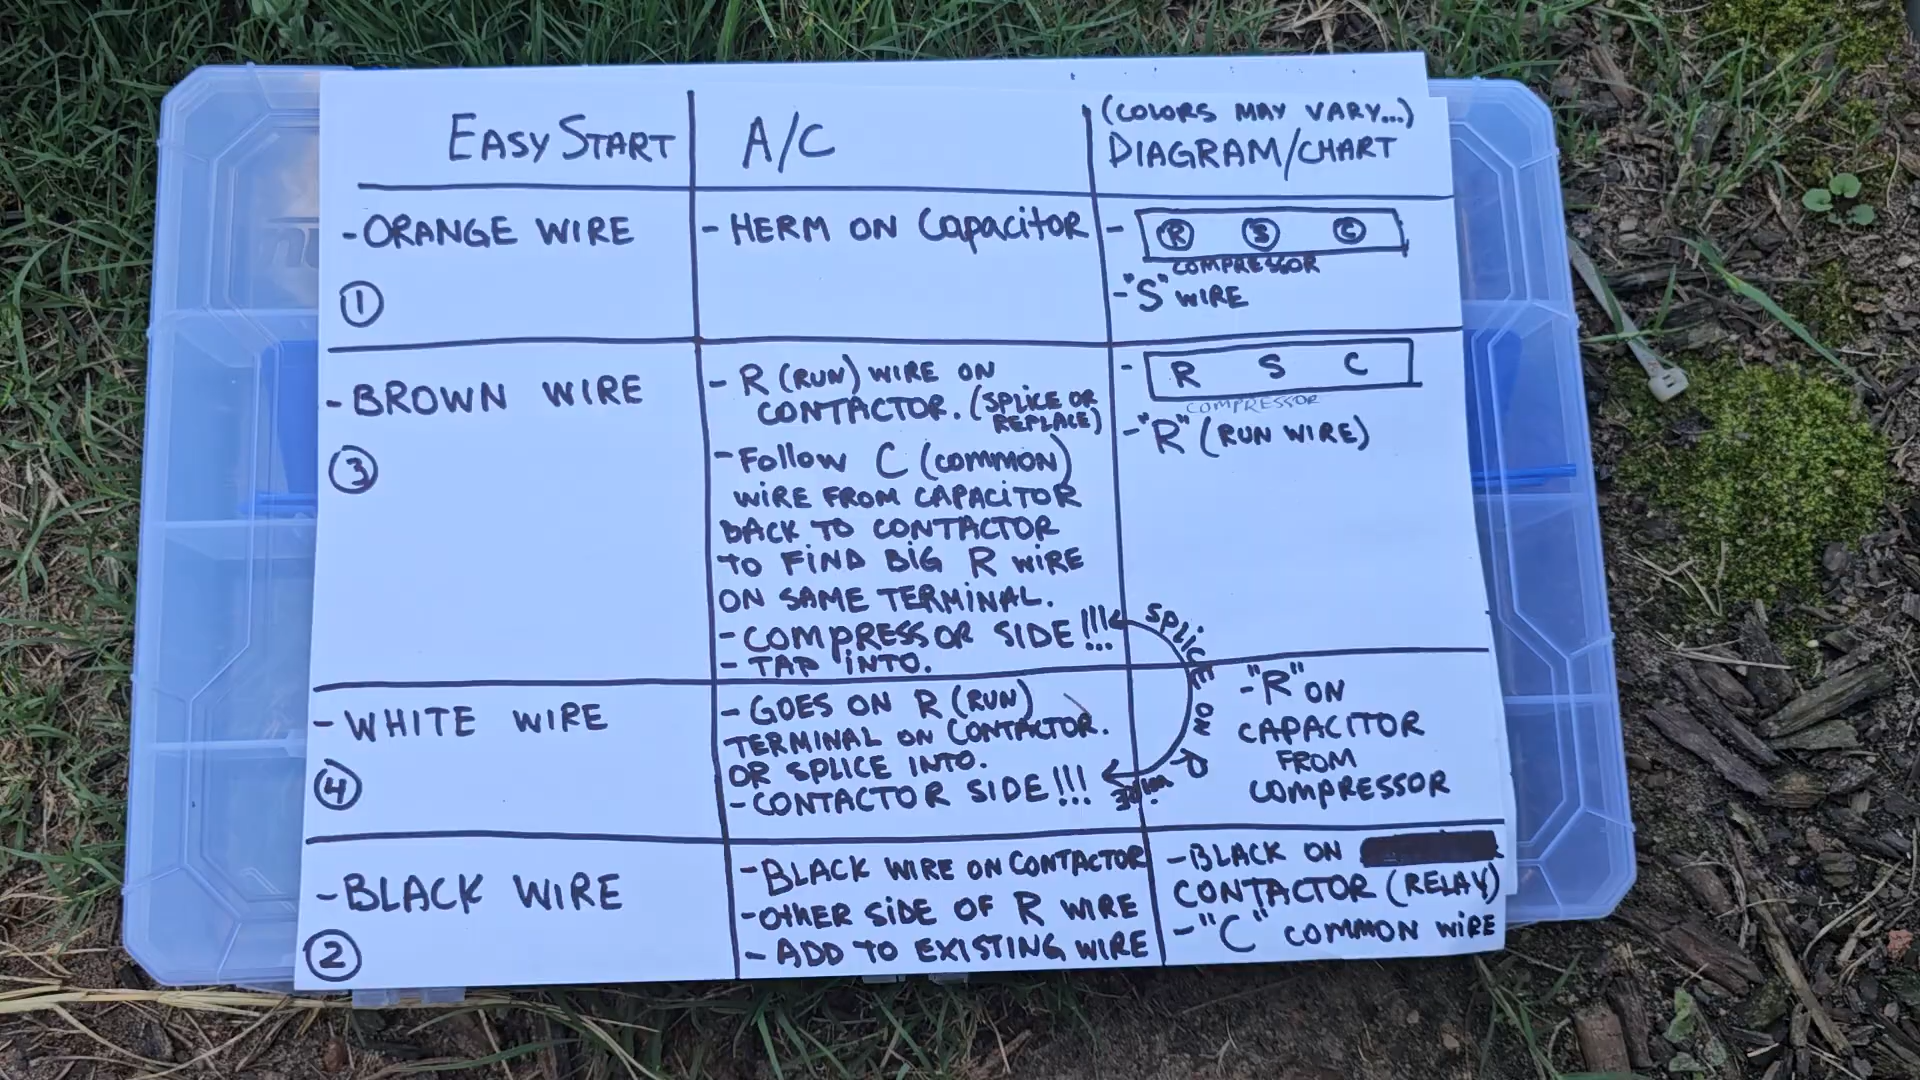 EASY START
A/C
(COLORS MAY VARY...)
DIAGRAM/CHART
- ORANGE WIRE
①
- HERM ON CAPACITOR
- R S C
COMPRESSOR
- "S" WIRE
- BROWN WIRE
③
- R (RUN) WIRE ON
CONTACTOR. (SPLICE OR
REPLACE)
- FOLLOW C (COMMON)
WIRE FROM CAPACITOR
BACK TO CONTACTOR
TO FIND BIG R WIRE
ON SAME TERMINAL.
- COMPRESSOR SIDE !!!
- TAP INTO.
- R S C
COMPRESSOR
- "R" (RUN WIRE)
SPLICE
- WHITE WIRE
④
- GOES ON R (RUN)
TERMINAL ON CONTACTOR.
OR SPLICE INTO.
- CONTACTOR SIDE !!!
- "R" ON
CAPACITOR
FROM
COMPRESSOR
- BLACK WIRE
②
- BLACK WIRE ON CONTACTOR
- OTHER SIDE OF R WIRE
- ADD TO EXISTING WIRE
- BLACK ON
CONTACTOR (RELAY)
- "C" COMMON WIRE